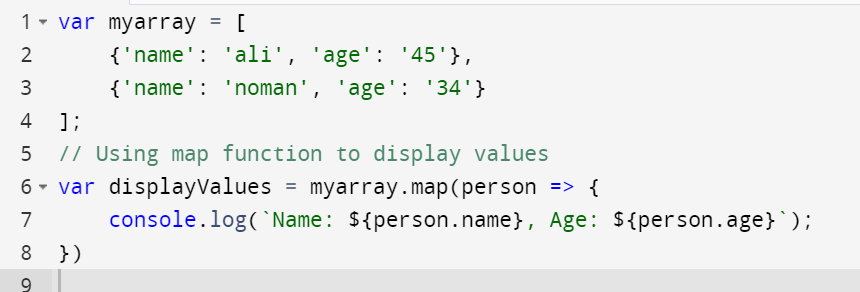 1 var myarray = [
2     {'name': 'ali', 'age': '45'},
3     {'name': 'noman', 'age': '34'}
4 ];
5 // Using map function to display values
6 var displayValues = myarray.map(person => {
7     console.log(`Name: ${person.name}, Age: ${person.age}`);
8 })
9